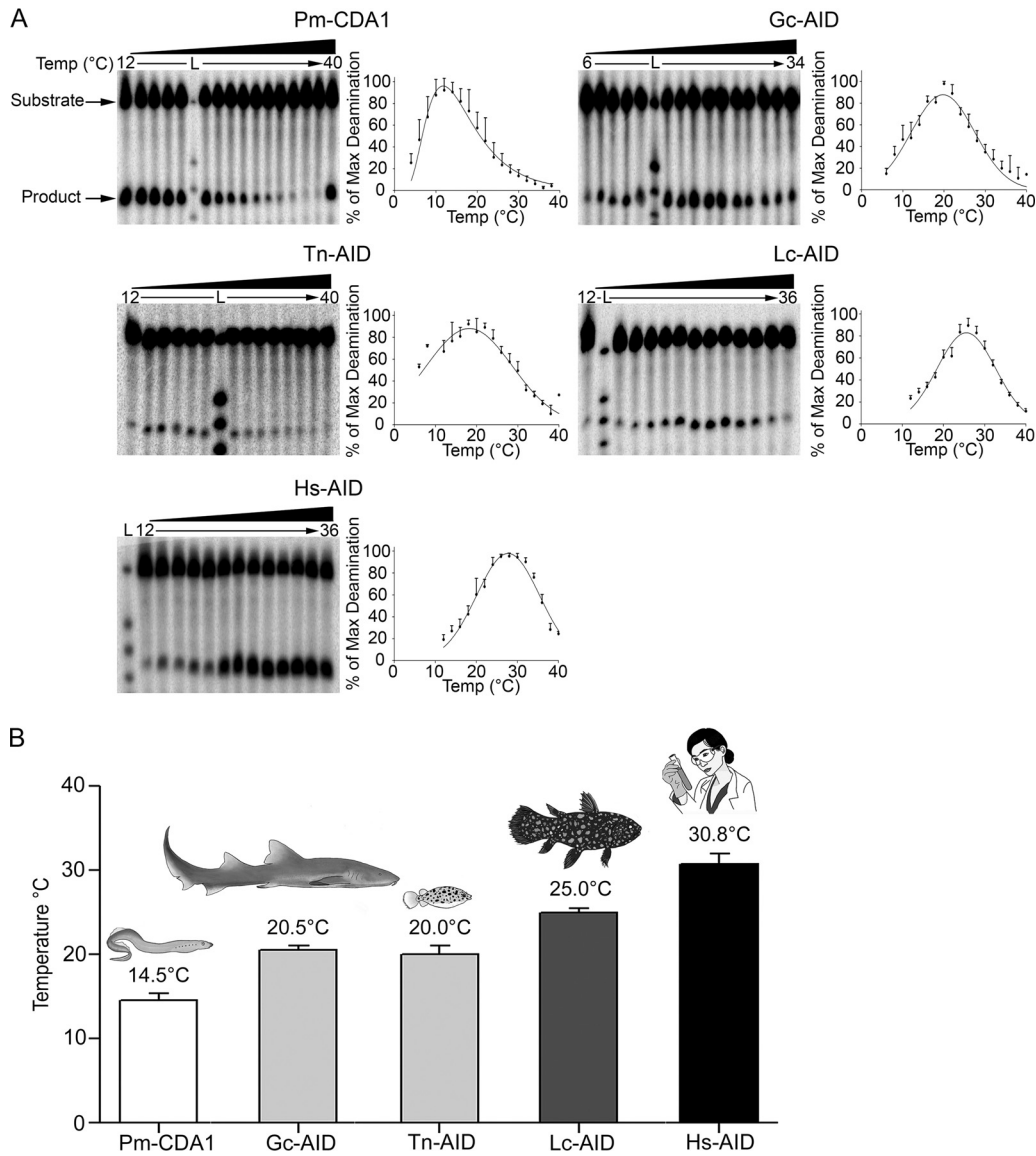 A
Pm-CDA1
Gc-AID
Temp (°C) 12 L 40
Substrate
Product
% of Max Deamination
100
80
60
40
20
0
0 10 20 30 40
Temp (°C)
6 L 34
% of Max Deamination
100
80
60
40
20
0
0 10 20 30 40
Temp (°C)
Tn-AID
Lc-AID
12 L 40
% of Max Deamination
100
80
60
40
20
0
0 10 20 30 40
Temp (°C)
12 L 36
% of Max Deamination
100
80
60
40
20
0
0 10 20 30 40
Temp (°C)
Hs-AID
L 12 36
% of Max Deamination
100
80
60
40
20
0
0 10 20 30 40
Temp (°C)
B
Temperature °C
40
30
20
10
0
14.5°C
20.5°C
20.0°C
25.0°C
30.8°C
Pm-CDA1 Gc-AID Tn-AID Lc-AID Hs-AID